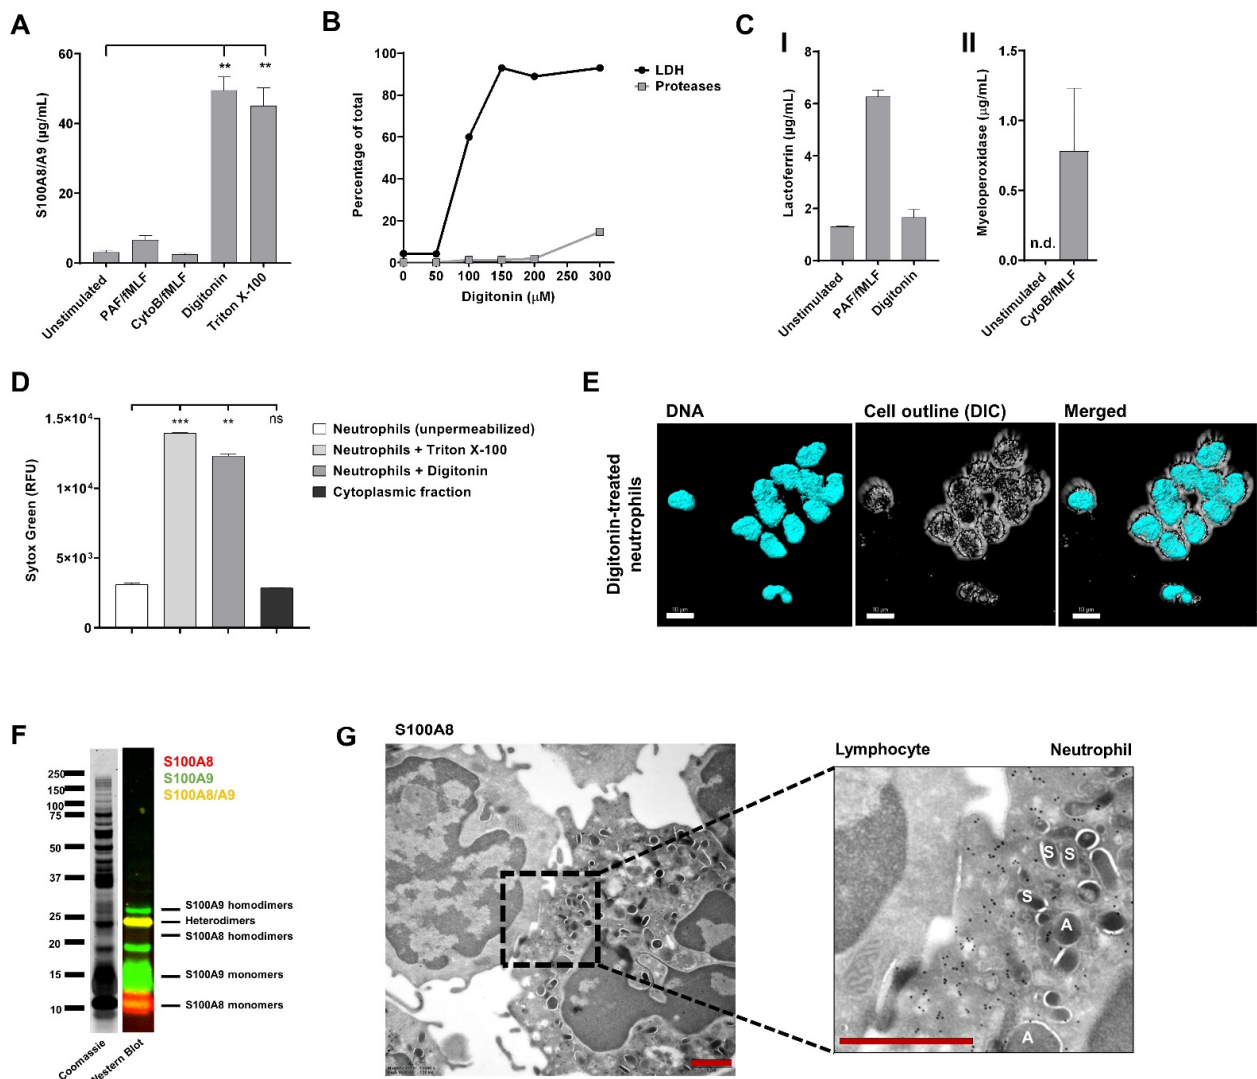 A
S100A8/A9 (µg/mL)
60
40
20
0
**
**
Unstimulated
PAF/fMLF
CytoB/fMLF
Digitonin
Triton X-100
B
Percentage of total
100
80
60
40
20
0
0 50 100 150 200 250 300
Digitonin (µM)
LDH
Proteases
C
I
Lactoferrin (µg/mL)
8
6
4
2
0
Unstimulated
PAF/fMLF
Digitonin
II
Myeloperoxidase (µg/mL)
1.5
1.0
0.5
0.0
n.d.
Unstimulated
CytoB/fMLF
D
Sytox Green (RFU)
1.5×10⁴
1×10⁴
5×10³
0
*** ** ns
Neutrophils (unpermeabilized)
Neutrophils + Triton X-100
Neutrophils + Digitonin
Cytoplasmic fraction
E
DNA
Cell outline (DIC)
Merged
Digitonin-treated
neutrophils
10 µm
10 µm
10 µm
F
250
150
100
75
50
37
25
20
15
10
S100A8
S100A9
S100A8/A9
S100A9 homodimers
Heterodimers
S100A8 homodimers
S100A9 monomers
S100A8 monomers
Coomassie
Western Blot
G
S100A8
Lymphocyte
Neutrophil
S S
S
A
A